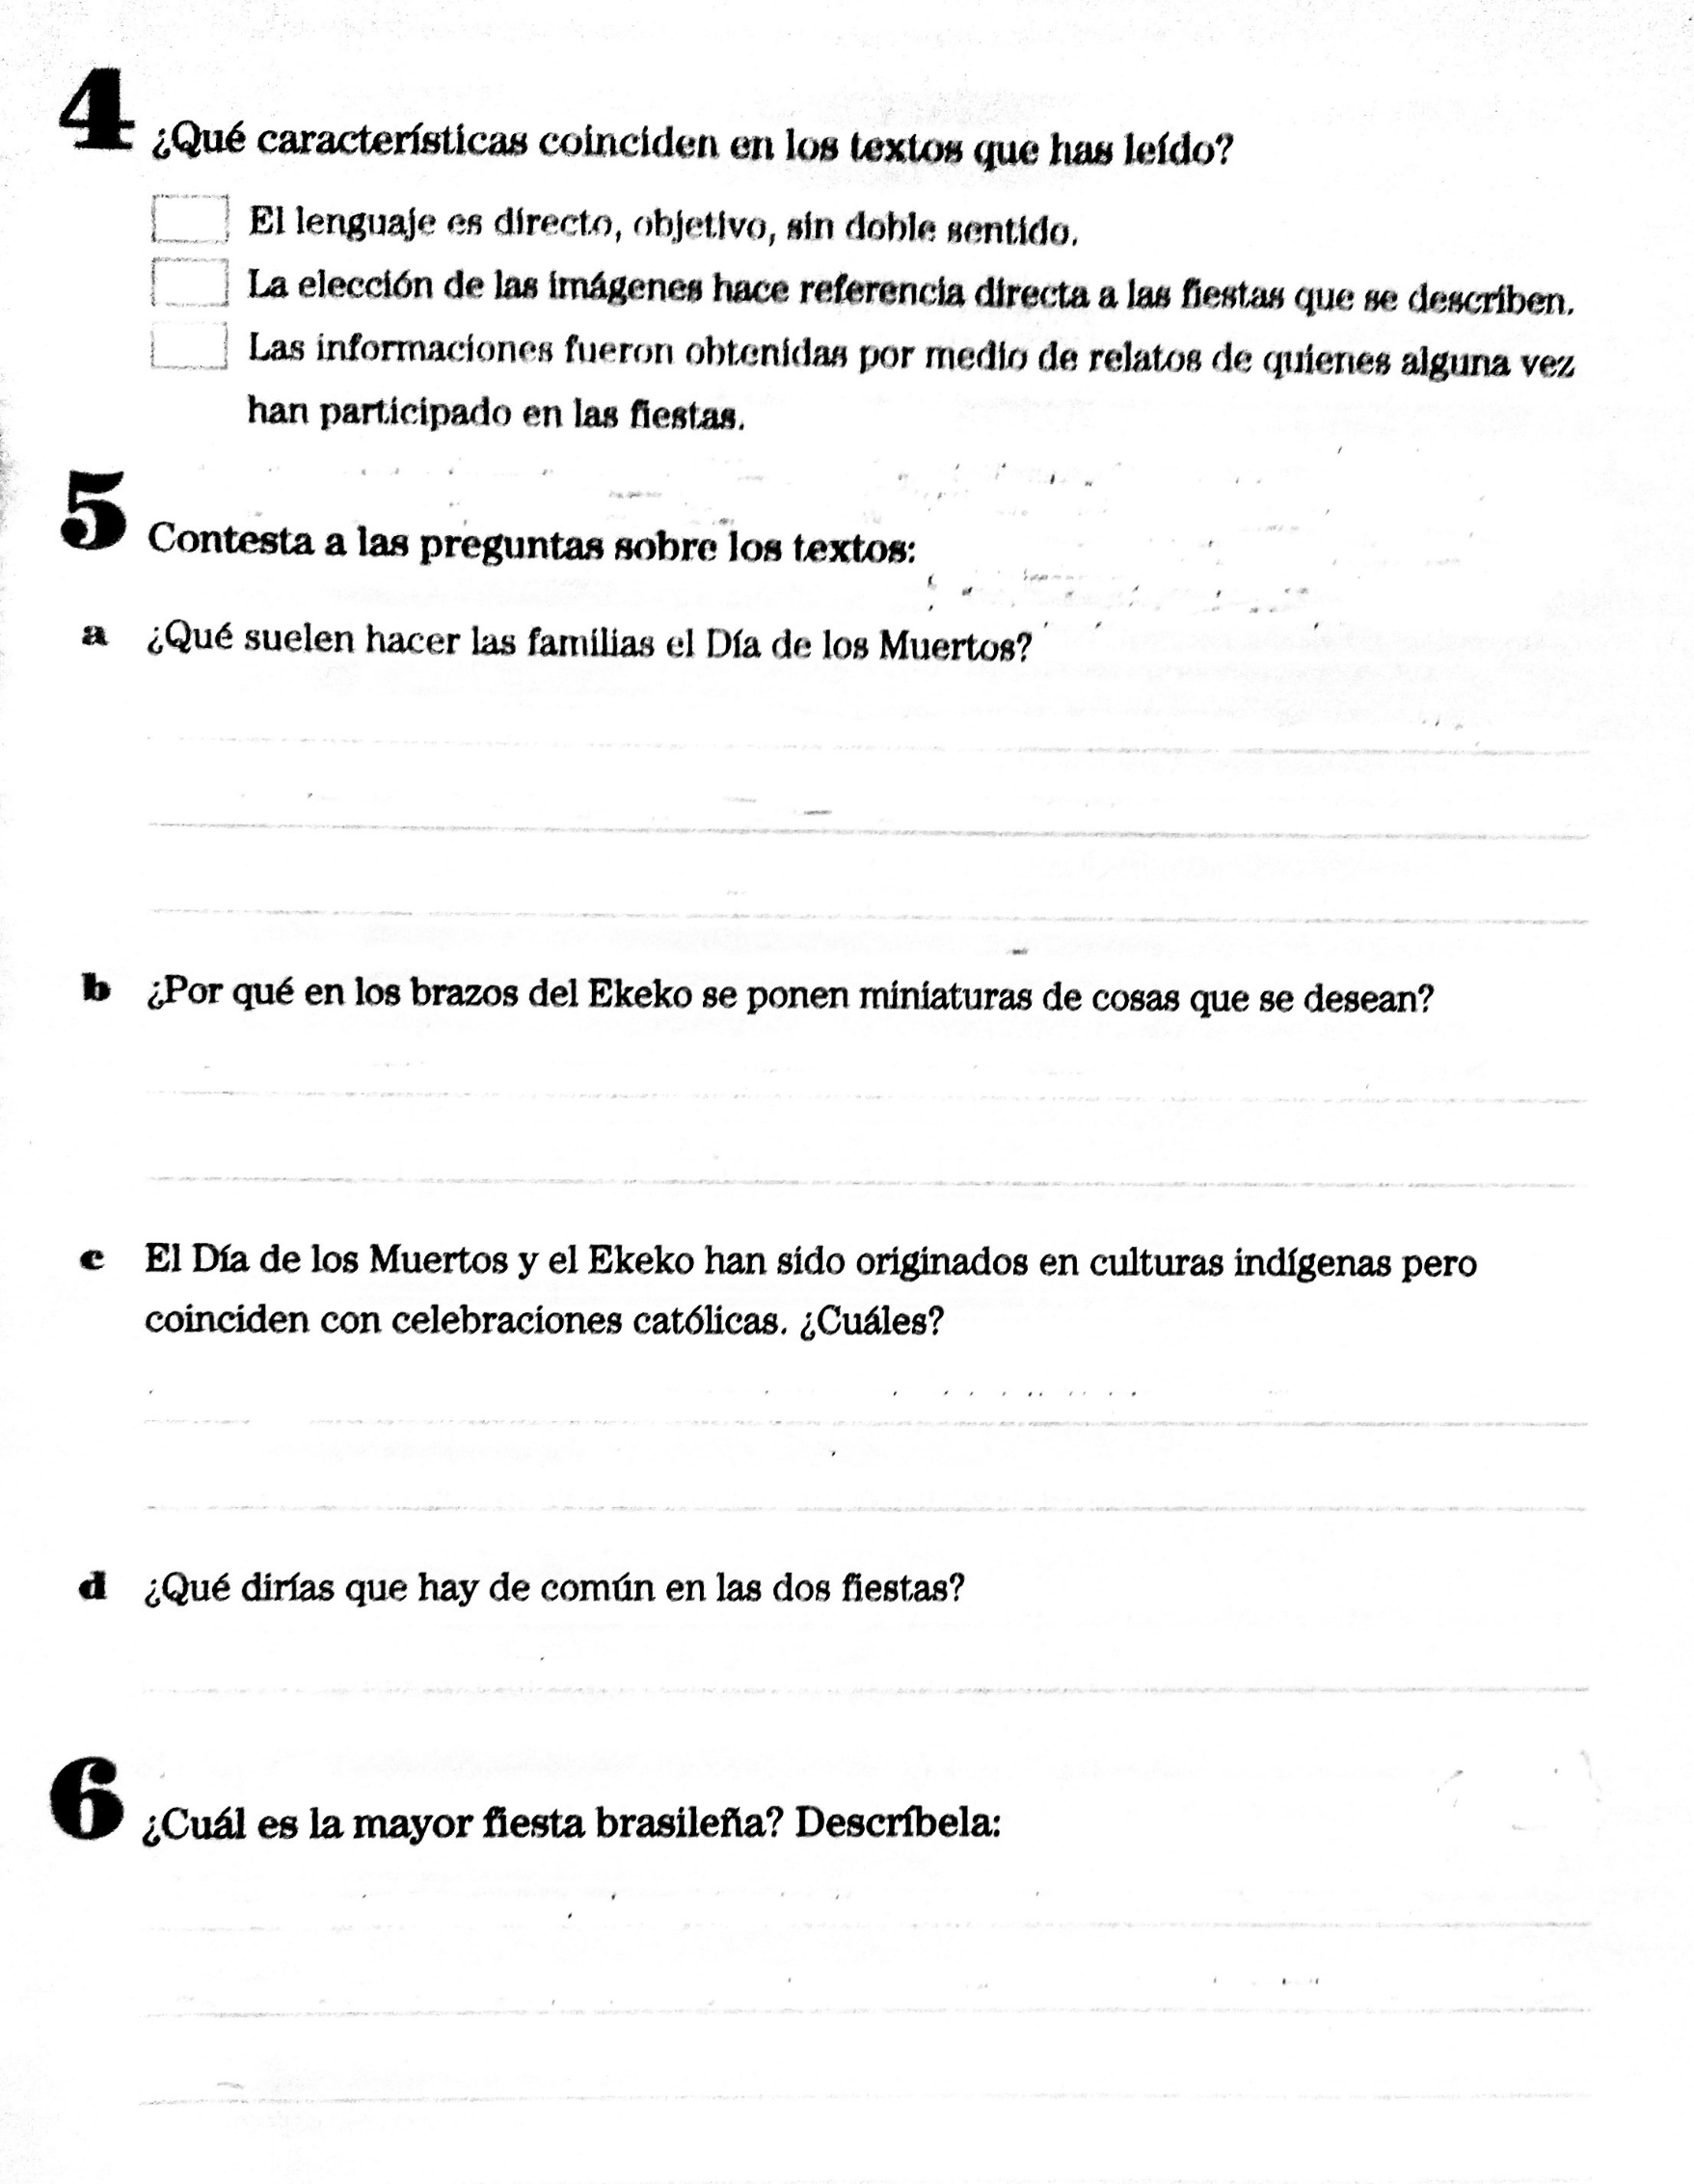 4 ¿Qué características coinciden en los textos que has leído?
El lenguaje es directo, objetivo, sin doble sentido.
La elección de las imágenes hace referencia directa a las fiestas que se describen.
Las informaciones fueron obtenidas por medio de relatos de quienes alguna vez
han participado en las fiestas.
5 Contesta a las preguntas sobre los textos:
a ¿Qué suelen hacer las familias el Día de los Muertos?
b ¿Por qué en los brazos del Ekeko se ponen miniaturas de cosas que se desean?
c El Día de los Muertos y el Ekeko han sido originados en culturas indígenas pero
coinciden con celebraciones católicas. ¿Cuáles?
d ¿Qué dirías que hay de común en las dos fiestas?
6 ¿Cuál es la mayor fiesta brasileña? Descríbela: